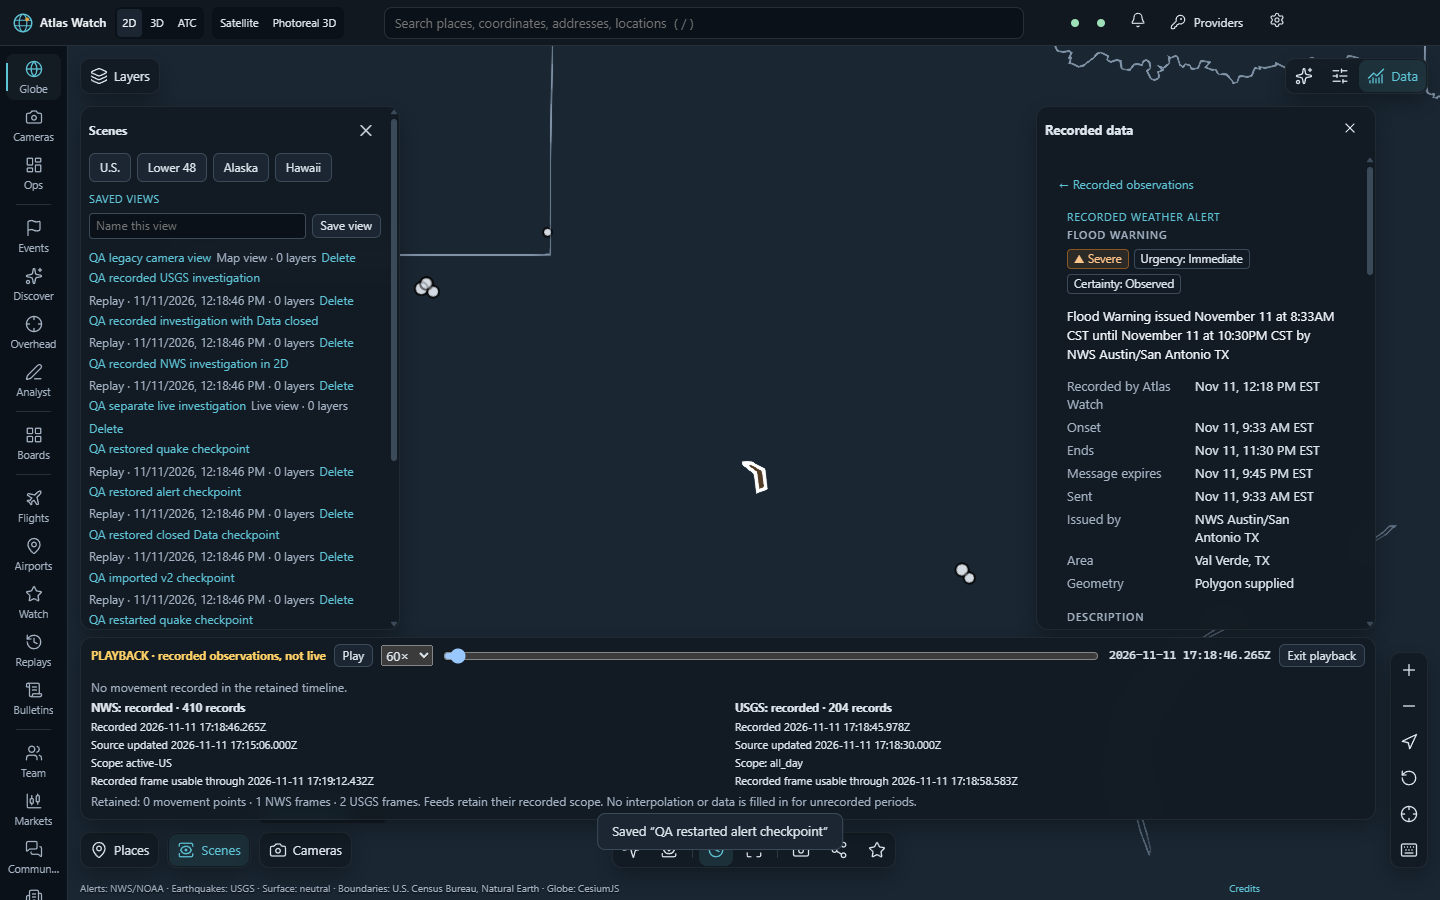 Atlas Watch
2D
3D
ATC
Satellite
Photoreal 3D
Search places, coordinates, addresses, locations ( / )
Providers
Globe
Cameras
Ops
Events
Discover
Overhead
Analyst
Boards
Flights
Airports
Watch
Replays
Bulletins
Team
Markets
Commun...
Layers
Data
Scenes
U.S.
Lower 48
Alaska
Hawaii
SAVED VIEWS
Name this view
Save view
QA legacy camera view Map view · 0 layers Delete
QA recorded USGS investigation
Replay · 11/11/2026, 12:18:46 PM · 0 layers Delete
QA recorded investigation with Data closed
Replay · 11/11/2026, 12:18:46 PM · 0 layers Delete
QA recorded NWS investigation in 2D
Replay · 11/11/2026, 12:18:46 PM · 0 layers Delete
QA separate live investigation Live view · 0 layers
Delete
QA restored quake checkpoint
Replay · 11/11/2026, 12:18:46 PM · 0 layers Delete
QA restored alert checkpoint
Replay · 11/11/2026, 12:18:46 PM · 0 layers Delete
QA restored closed Data checkpoint
Replay · 11/11/2026, 12:18:46 PM · 0 layers Delete
QA imported v2 checkpoint
Replay · 11/11/2026, 12:18:46 PM · 0 layers Delete
QA restarted quake checkpoint
Recorded data
← Recorded observations
RECORDED WEATHER ALERT
FLOOD WARNING
▲ Severe
Urgency: Immediate
Certainty: Observed
Flood Warning issued November 11 at 8:33AM
CST until November 11 at 10:30PM CST by
NWS Austin/San Antonio TX
Recorded by Atlas Watch Nov 11, 12:18 PM EST
Onset Nov 11, 9:33 AM EST
Ends Nov 11, 11:30 PM EST
Message expires Nov 11, 9:45 PM EST
Sent Nov 11, 9:33 AM EST
Issued by NWS Austin/San Antonio TX
Area Val Verde, TX
Geometry Polygon supplied
DESCRIPTION
PLAYBACK · recorded observations, not live
Play
60×
2026-11-11 17:18:46.265Z
Exit playback
No movement recorded in the retained timeline.
NWS: recorded · 410 records
Recorded 2026-11-11 17:18:46.265Z
Source updated 2026-11-11 17:15:06.000Z
Scope: active-US
Recorded frame usable through 2026-11-11 17:19:12.432Z
USGS: recorded · 204 records
Recorded 2026-11-11 17:18:45.978Z
Source updated 2026-11-11 17:18:30.000Z
Scope: all_day
Recorded frame usable through 2026-11-11 17:18:58.583Z
Retained: 0 movement points · 1 NWS frames · 2 USGS frames. Feeds retain their recorded scope. No interpolation or data is filled in for unrecorded periods.
Saved “QA restarted alert checkpoint”
Places
Scenes
Cameras
Alerts: NWS/NOAA · Earthquakes: USGS · Surface: neutral · Boundaries: U.S. Census Bureau, Natural Earth · Globe: CesiumJS
Credits